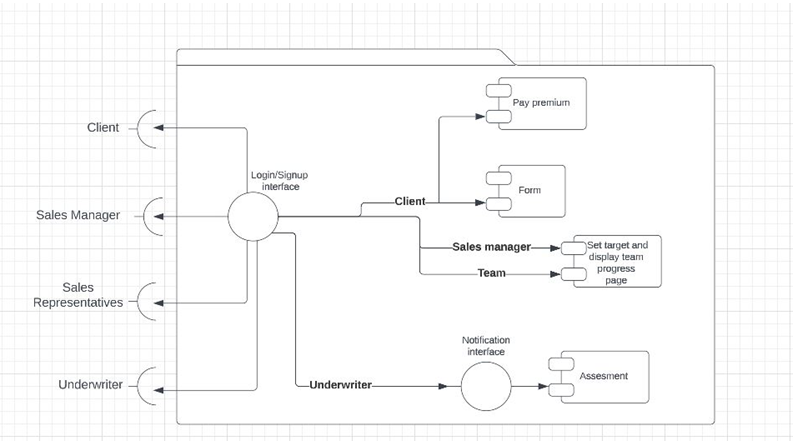 Pay premium
Client
Login/Signup
interface
Form
Client
Sales Manager
Sales manager
Set target and
display team
progress
page
Team
Sales
Representatives
Notification
interface
Underwriter
Underwriter
Assesment